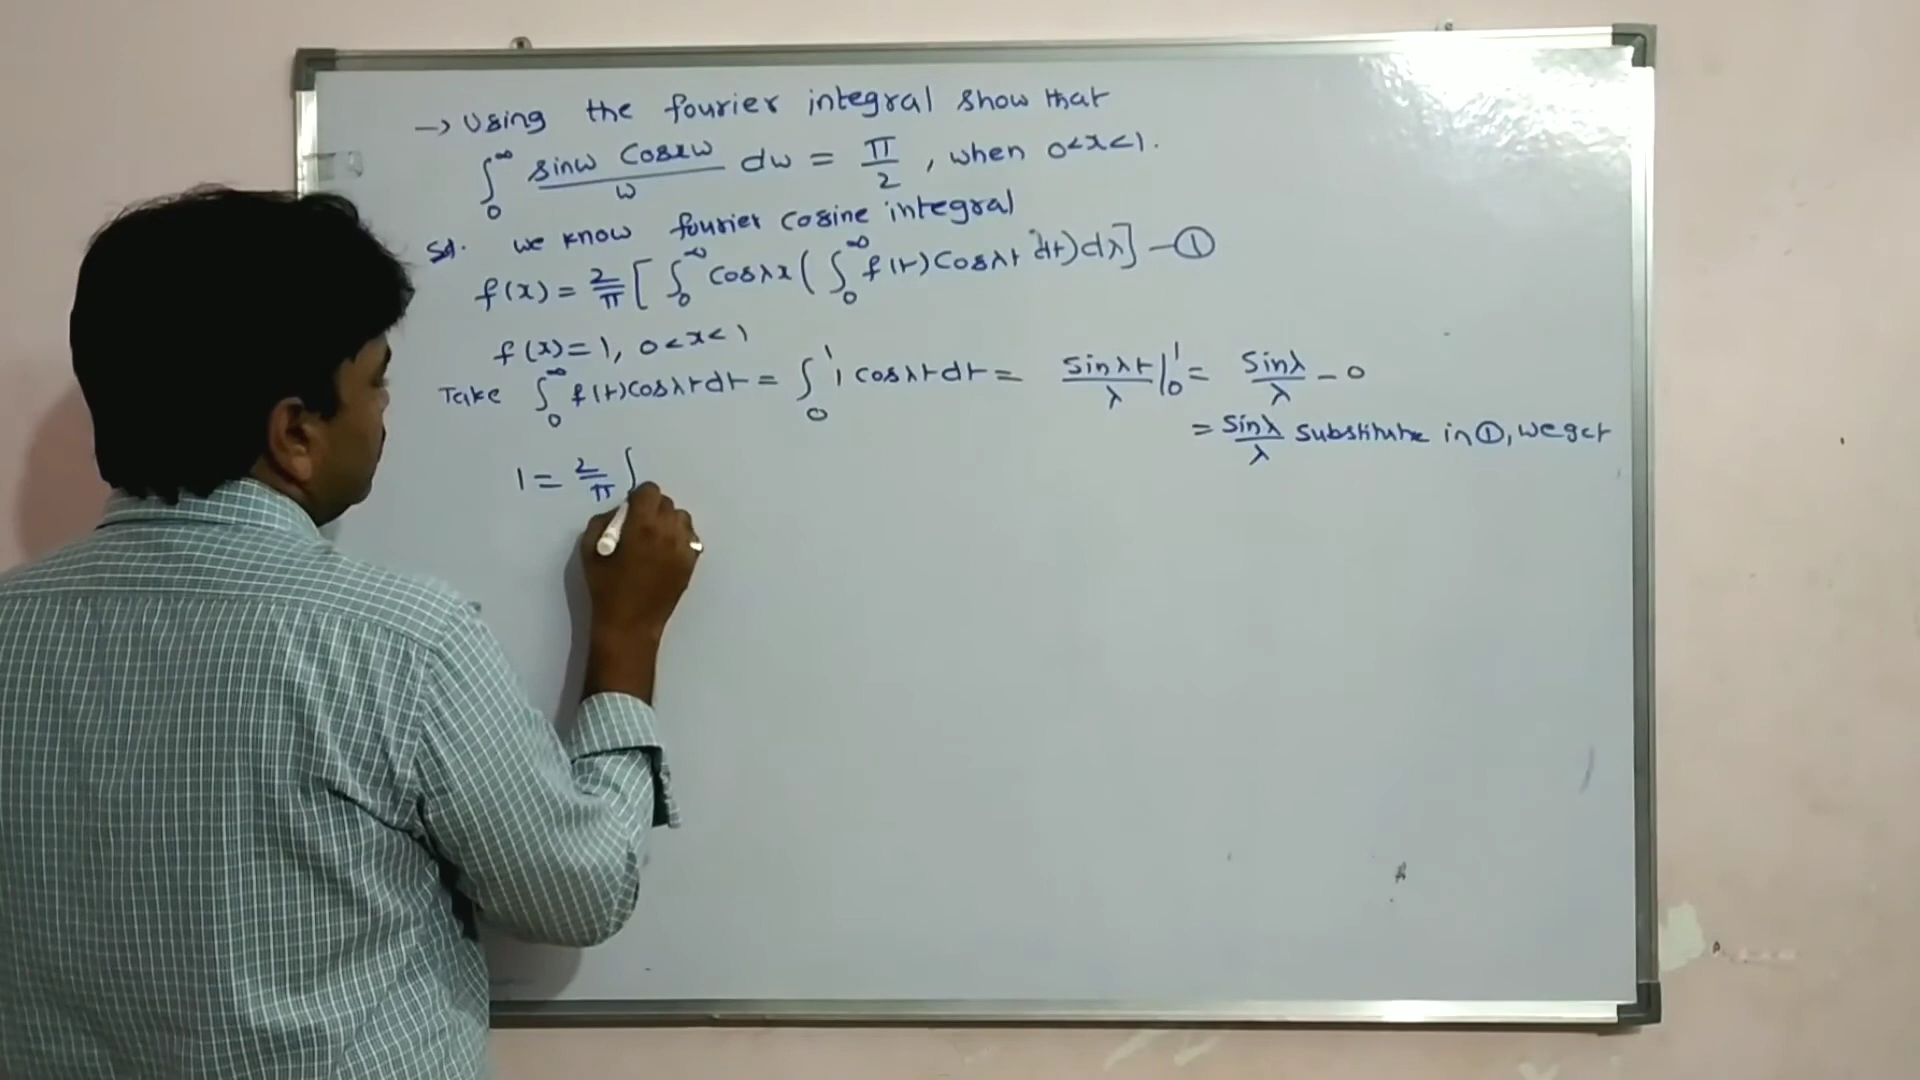 → Using the fourier integral show that
∫₀^∞ sinω Cosxω / ω dω = π/2 , when 0<x<1.
Sol. we know fourier cosine integral
f(x) = 2/π [ ∫₀^∞ Cosλx ( ∫₀^∞ f(t) Cosλt dt) dλ] —①
f(x)=1, 0<x<1
Take ∫₀^∞ f(t)cosλt dt = ∫₀^1 1 cosλt dt = sinλt/λ |₀^1 = sinλ/λ - 0
= sinλ/λ Substitute in ①, we get
1 = 2/π ∫